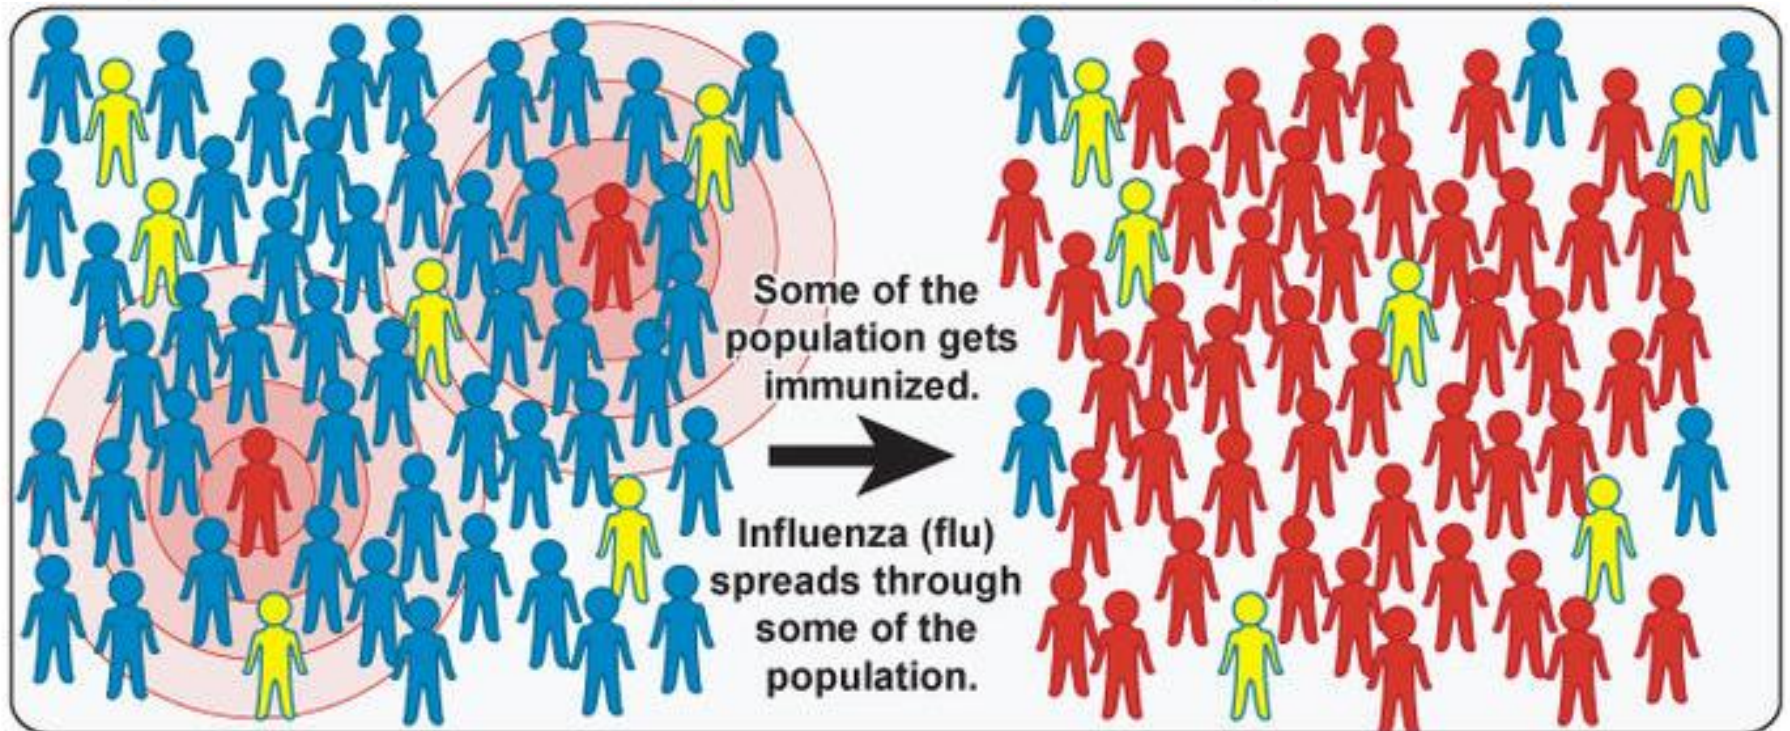 Some of the
population gets
immunized.
Influenza (flu)
spreads through
some of the
population.